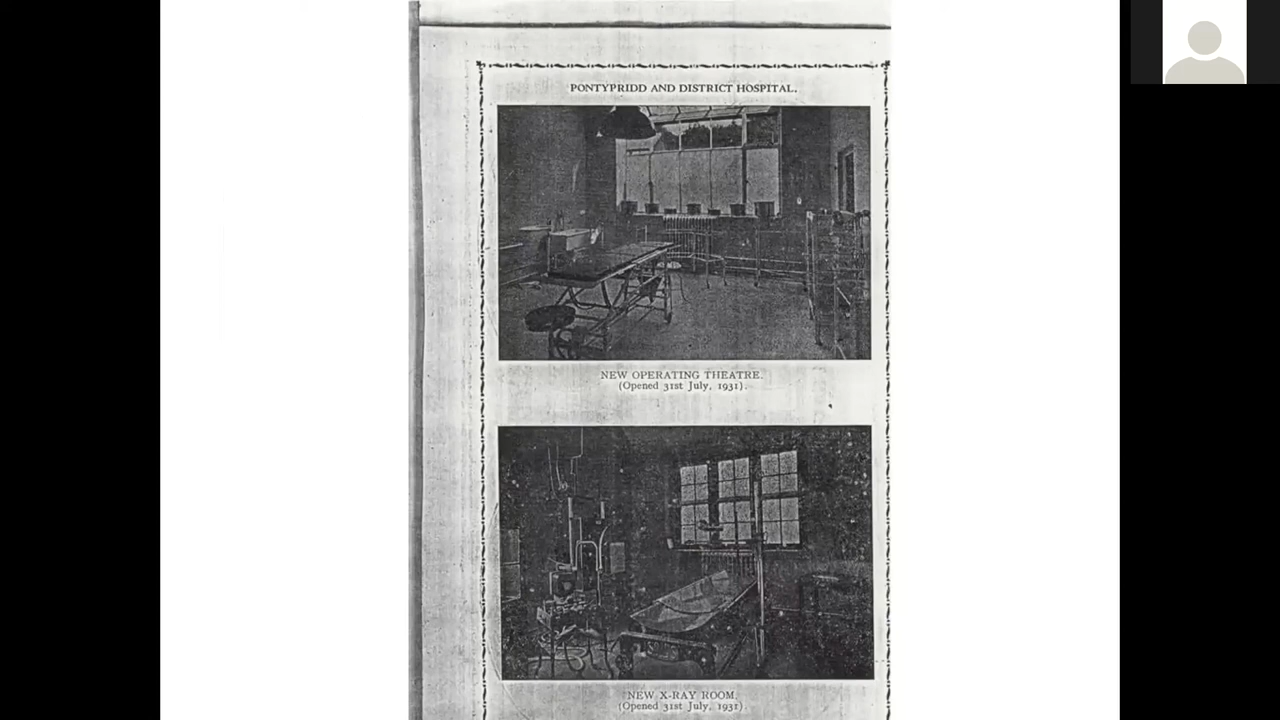 PONTYPRIDD AND DISTRICT HOSPITAL.
NEW OPERATING THEATRE.
(Opened 31st July, 1931).
NEW X-RAY ROOM.
(Opened 31st July, 1931).